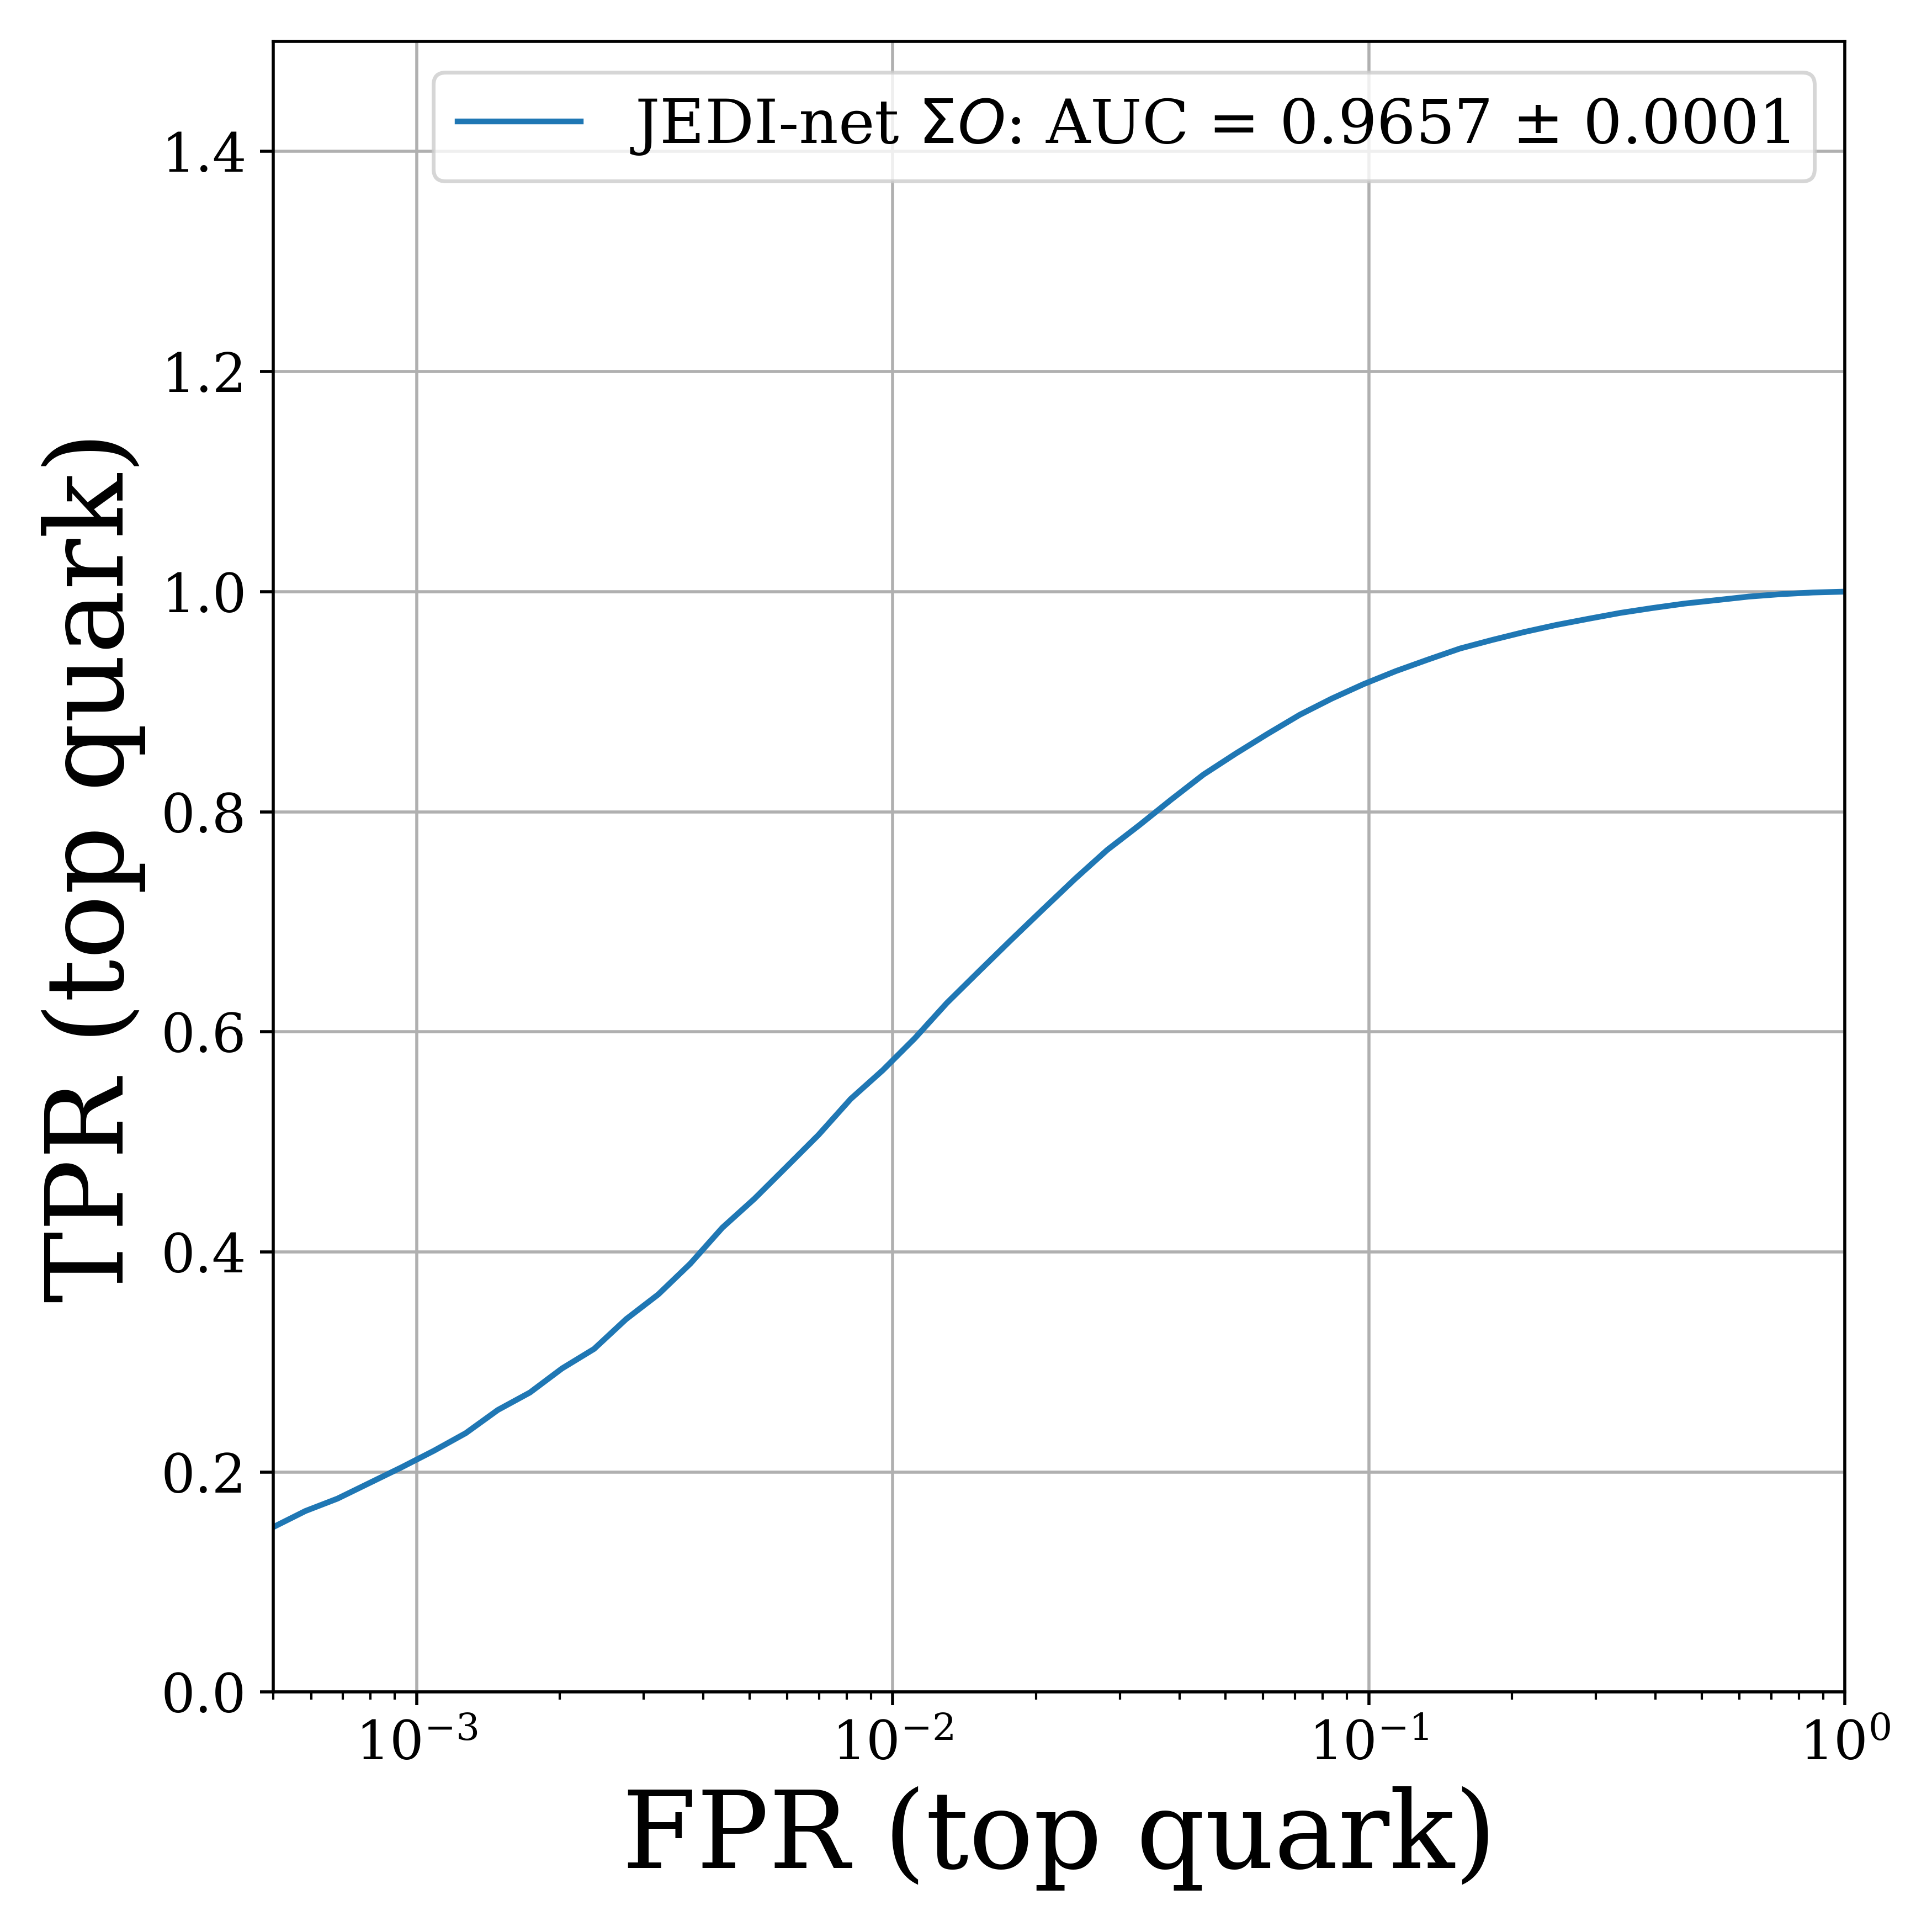 JEDI-net ΣO: AUC = 0.9657 ± 0.0001
TPR (top quark)
1.4
1.2
1.0
0.8
0.6
0.4
0.2
0.0
10⁻³ 10⁻² 10⁻¹ 10⁰
FPR (top quark)